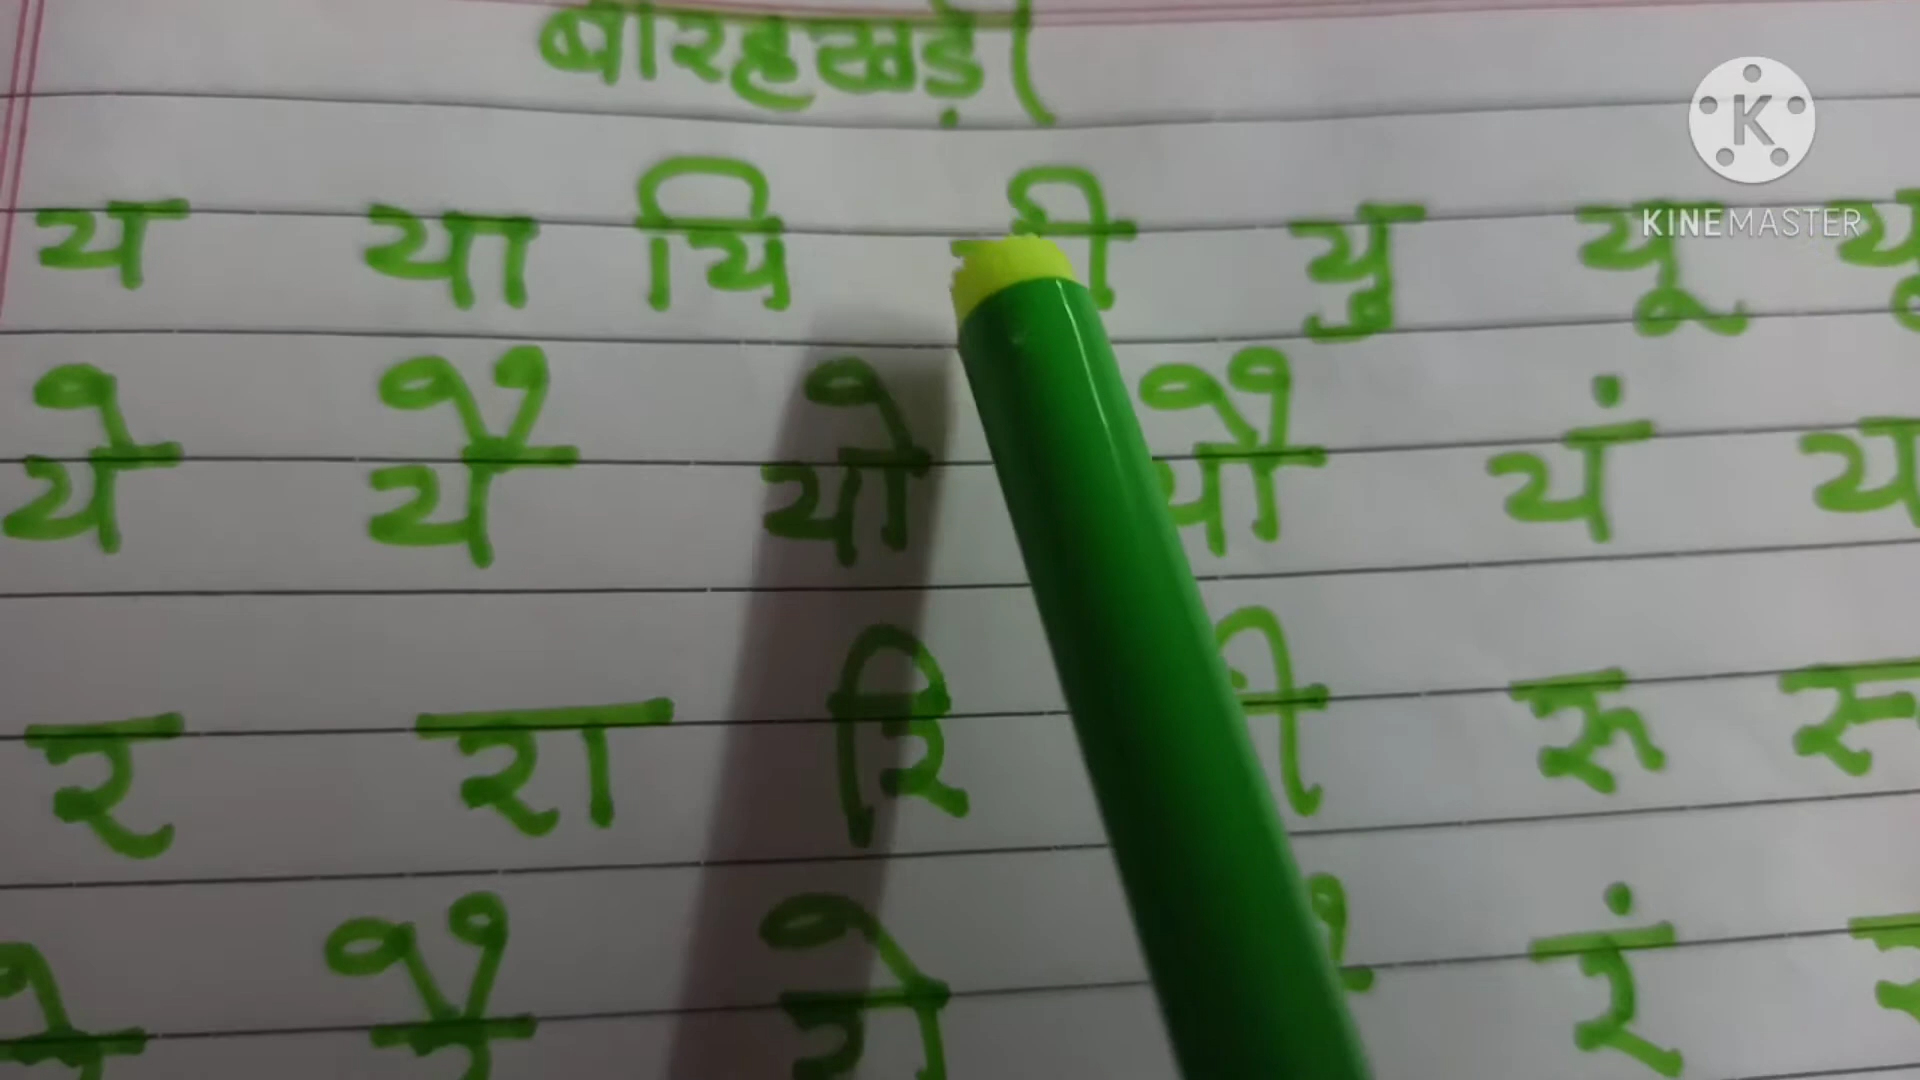 बारहखड़ी
य या यि यी यु यू
ये यै यो यौ यं
र रा रि री रु
रे रै रो रं
KINEMASTER